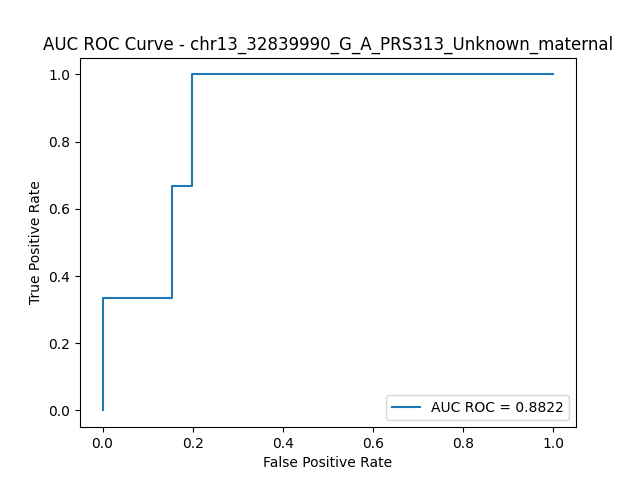 AUC ROC Curve - chr13_32839990_G_A_PRS313_Unknown_maternal
1.0
0.8
0.6
0.4
0.2
0.0
True Positive Rate
AUC ROC = 0.8822
0.0 0.2 0.4 0.6 0.8 1.0
False Positive Rate